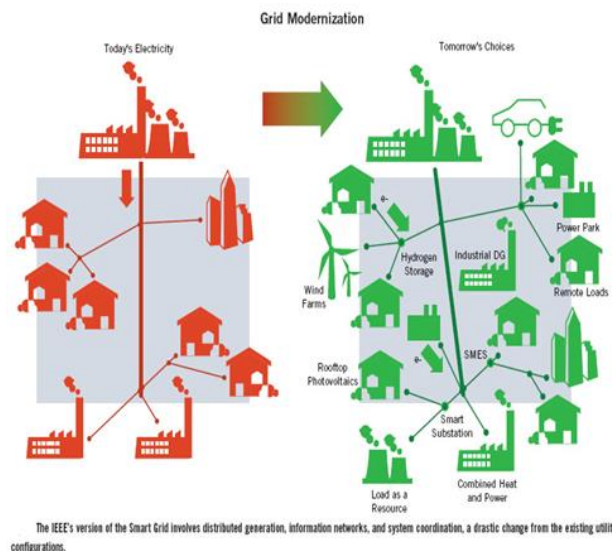 Grid Modernization
Today's Electricity
Tomorrow's Choices
e-
Power Park
Hydrogen
Storage
Industrial DG
Wind
Farms
Remote Loads
Rooftop
Photovoltaics
e-
SMES
Smart
Substation
Load as a
Resource
Combined Heat
and Power
The IEEE's version of the Smart Grid involves distributed generation, information networks, and system coordination, a drastic change from the existing utilit
configurations.